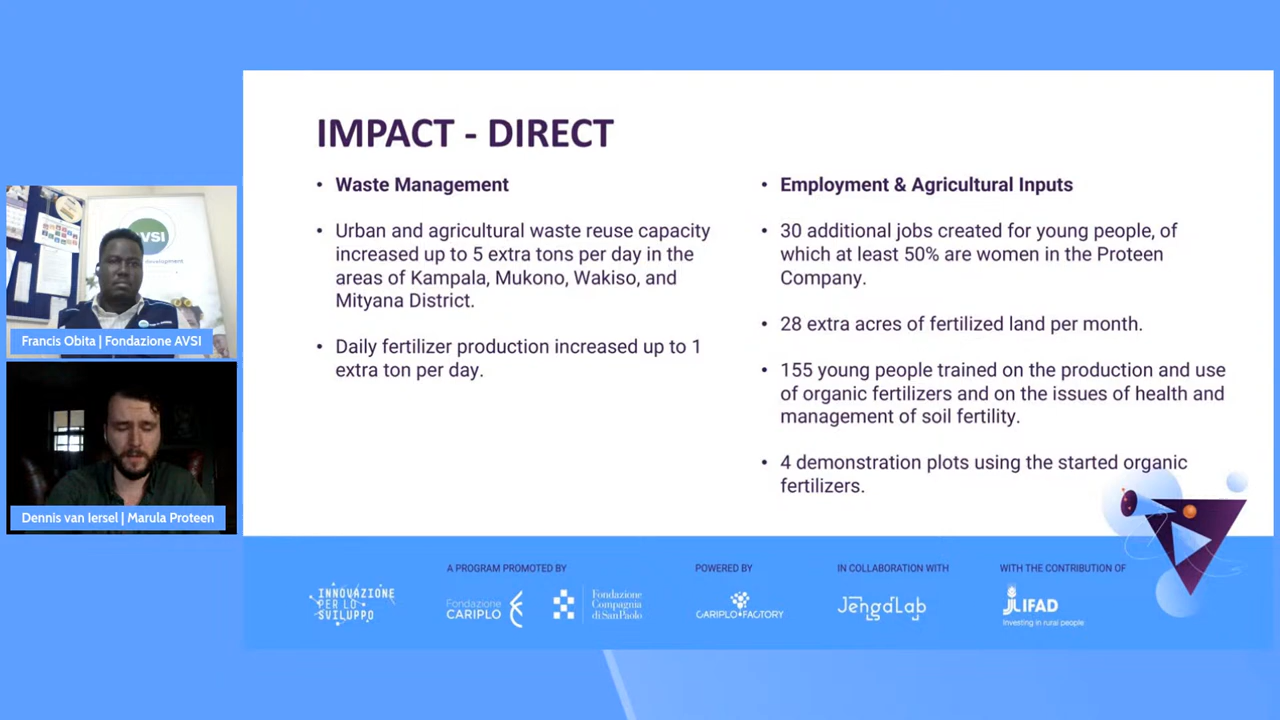 IMPACT - DIRECT
• Waste Management
• Urban and agricultural waste reuse capacity
increased up to 5 extra tons per day in the
areas of Kampala, Mukono, Wakiso, and
Mityana District.
• Daily fertilizer production increased up to 1
extra ton per day.
• Employment & Agricultural Inputs
• 30 additional jobs created for young people, of
which at least 50% are women in the Proteen
Company.
• 28 extra acres of fertilized land per month.
• 155 young people trained on the production and use
of organic fertilizers and on the issues of health and
management of soil fertility.
• 4 demonstration plots using the started organic
fertilizers.
Francis Obita | Fondazione AVSI
Dennis van Iersel | Marula Proteen
A PROGRAM PROMOTED BY
POWERED BY
IN COLLABORATION WITH
WITH THE CONTRIBUTION OF
INNOVAZIONE
PER LO
SVILUPPO
Fondazione
CARIPLO
Fondazione
Compagnia
di SanPaolo
CARIPLO FACTORY
JengaLab
IFAD
Investing in rural people